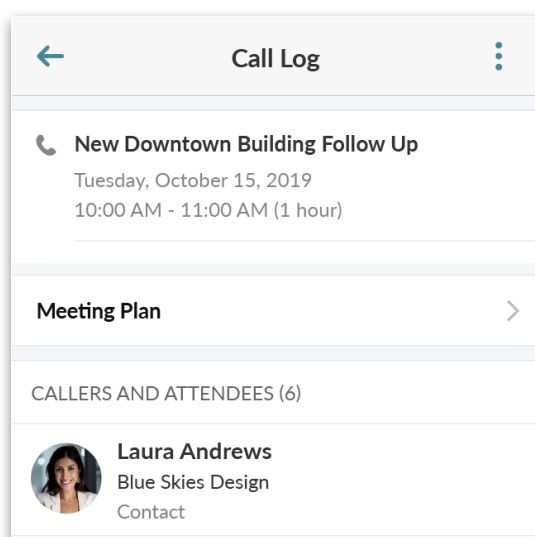 Call Log
New Downtown Building Follow Up
Tuesday, October 15, 2019
10:00 AM - 11:00 AM (1 hour)
Meeting Plan
CALLERS AND ATTENDEES (6)
Laura Andrews
Blue Skies Design
Contact